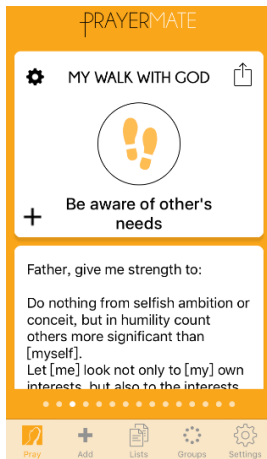 PRAYERMATE
MY WALK WITH GOD
Be aware of other's
needs
Father, give me strength to:
Do nothing from selfish ambition or
conceit, but in humility count
others more significant than
[myself].
Let [me] look not only to [my] own
interests, but also to the interests
Pray Add Lists Groups Settings